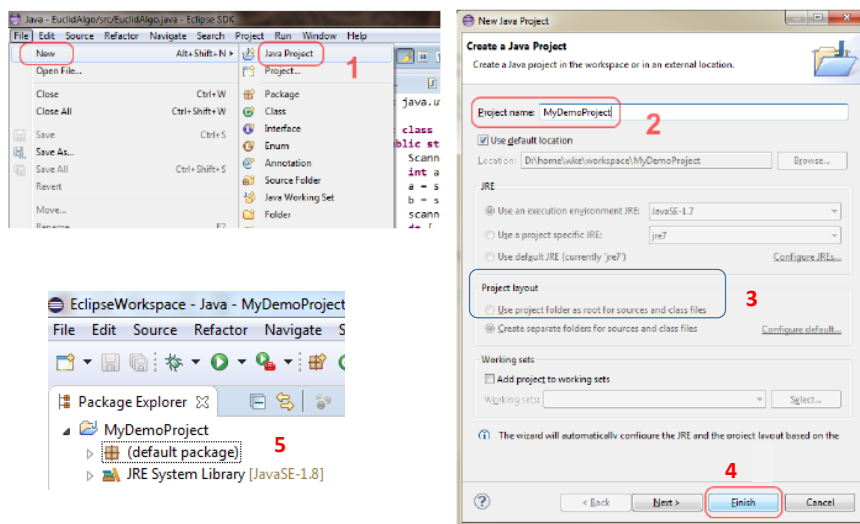 Java - EuclidAlgo/src/EuclidAlgo.java - Eclipse SDK
File Edit Source Refactor Navigate Search Project Run Window Help
New Alt+Shift+N Java Project
1
Open File... Project...
Close Ctrl+W Package
Close All Ctrl+Shift+W Class
Interface
Save Ctrl+S Enum
Save As... Annotation
Save All Ctrl+Shift+S Source Folder
Revert Java Working Set
Move... Folder
Rename... F2
java.u
class
blic st
Scann
int a
a = s
b = s
scann
do {
New Java Project
Create a Java Project
Create a Java project in the workspace or in an external location.
Project name: MyDemoProject
2
Use default location
Location: D:\home\wke\workspace\MyDemoProject Browse...
JRE
Use an execution environment JRE: JavaSE-1.7
Use a project specific JRE: jre7
Use default JRE (currently 'jre7') Configure JREs...
Project layout
3
Use project folder as root for sources and class files
Create separate folders for sources and class files Configure default...
Working sets
Add project to working sets
Working sets: Select...
The wizard will automatically configure the JRE and the project layout based on the
4
? < Back Next > Finish Cancel
EclipseWorkspace - Java - MyDemoProject
File Edit Source Refactor Navigate S
Package Explorer
MyDemoProject
(default package)
5
JRE System Library [JavaSE-1.8]